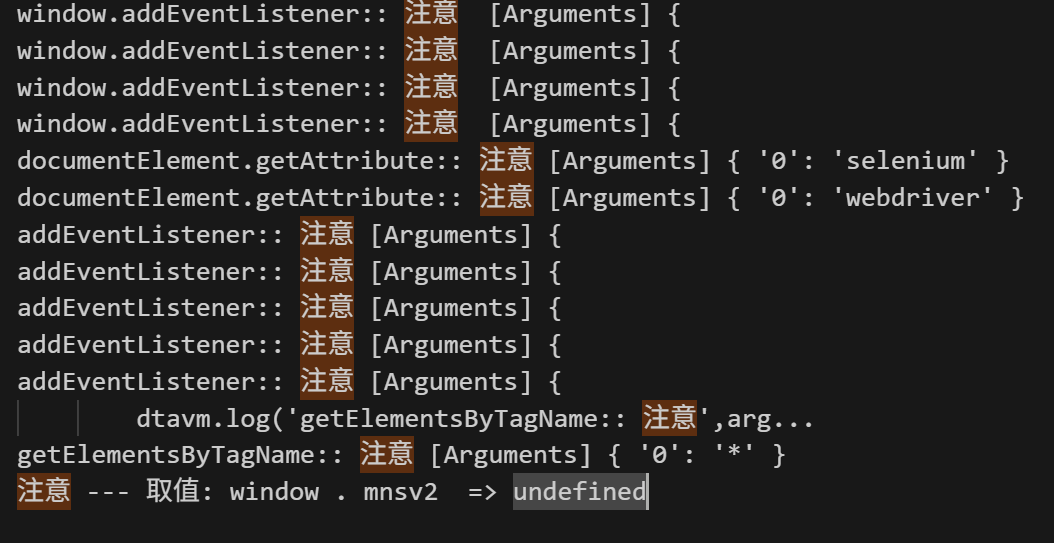 window.addEventListener:: 注意  [Arguments] {
window.addEventListener:: 注意  [Arguments] {
window.addEventListener:: 注意  [Arguments] {
window.addEventListener:: 注意  [Arguments] {
documentElement.getAttribute:: 注意 [Arguments] { '0': 'selenium' }
documentElement.getAttribute:: 注意 [Arguments] { '0': 'webdriver' }
addEventListener:: 注意 [Arguments] {
addEventListener:: 注意 [Arguments] {
addEventListener:: 注意 [Arguments] {
addEventListener:: 注意 [Arguments] {
addEventListener:: 注意 [Arguments] {
        dtavm.log('getElementsByTagName:: 注意',arg...
getElementsByTagName:: 注意 [Arguments] { '0': '*' }
注意 --- 取值: window . mnsv2  => undefined